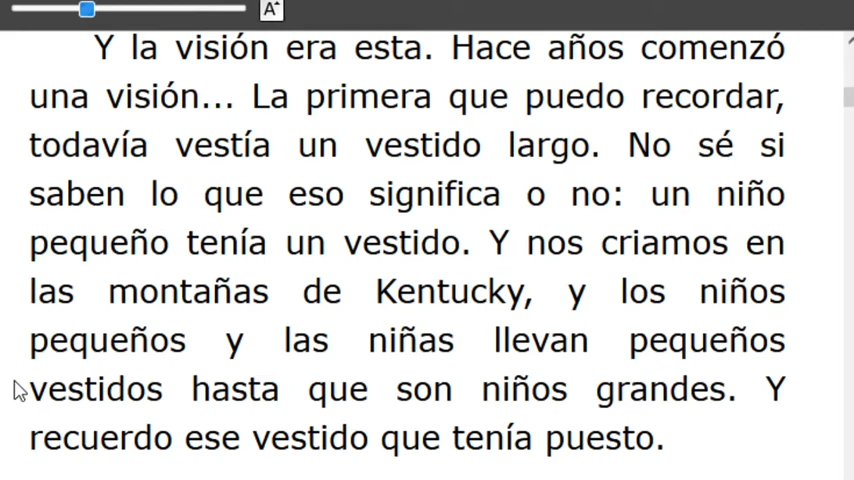 A
Y la visión era esta. Hace años comenzó
una visión... La primera que puedo recordar,
todavía vestía un vestido largo. No sé si
saben lo que eso significa o no: un niño
pequeño tenía un vestido. Y nos criamos en
las montañas de Kentucky, y los niños
pequeños y las niñas llevan pequeños
vestidos hasta que son niños grandes. Y
recuerdo ese vestido que tenía puesto.